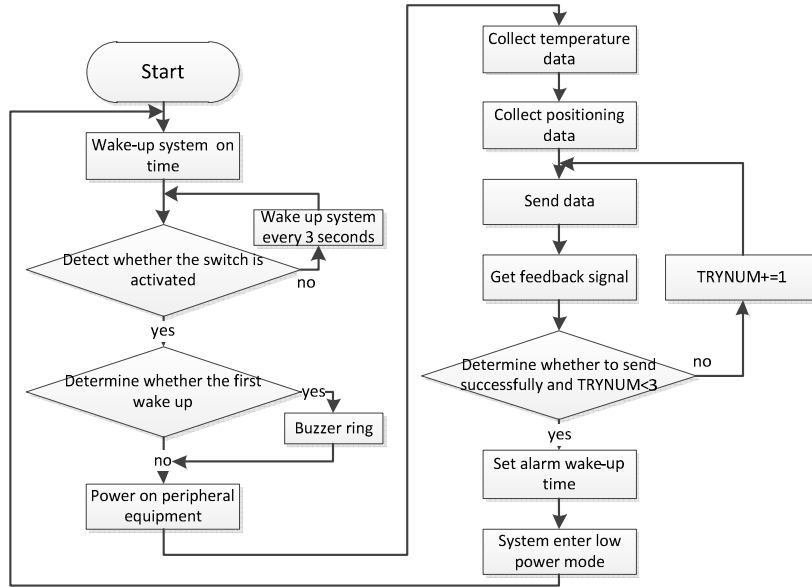 Start
Wake-up system on
time
Wake up system
every 3 seconds
Detect whether the switch is
activated
no
yes
Determine whether the first
wake up
yes
Buzzer ring
no
Power on peripheral
equipment
Collect temperature
data
Collect positioning
data
Send data
Get feedback signal
TRYNUM+=1
Determine whether to send
successfully and TRYNUM<3
no
yes
Set alarm wake-up
time
System enter low
power mode